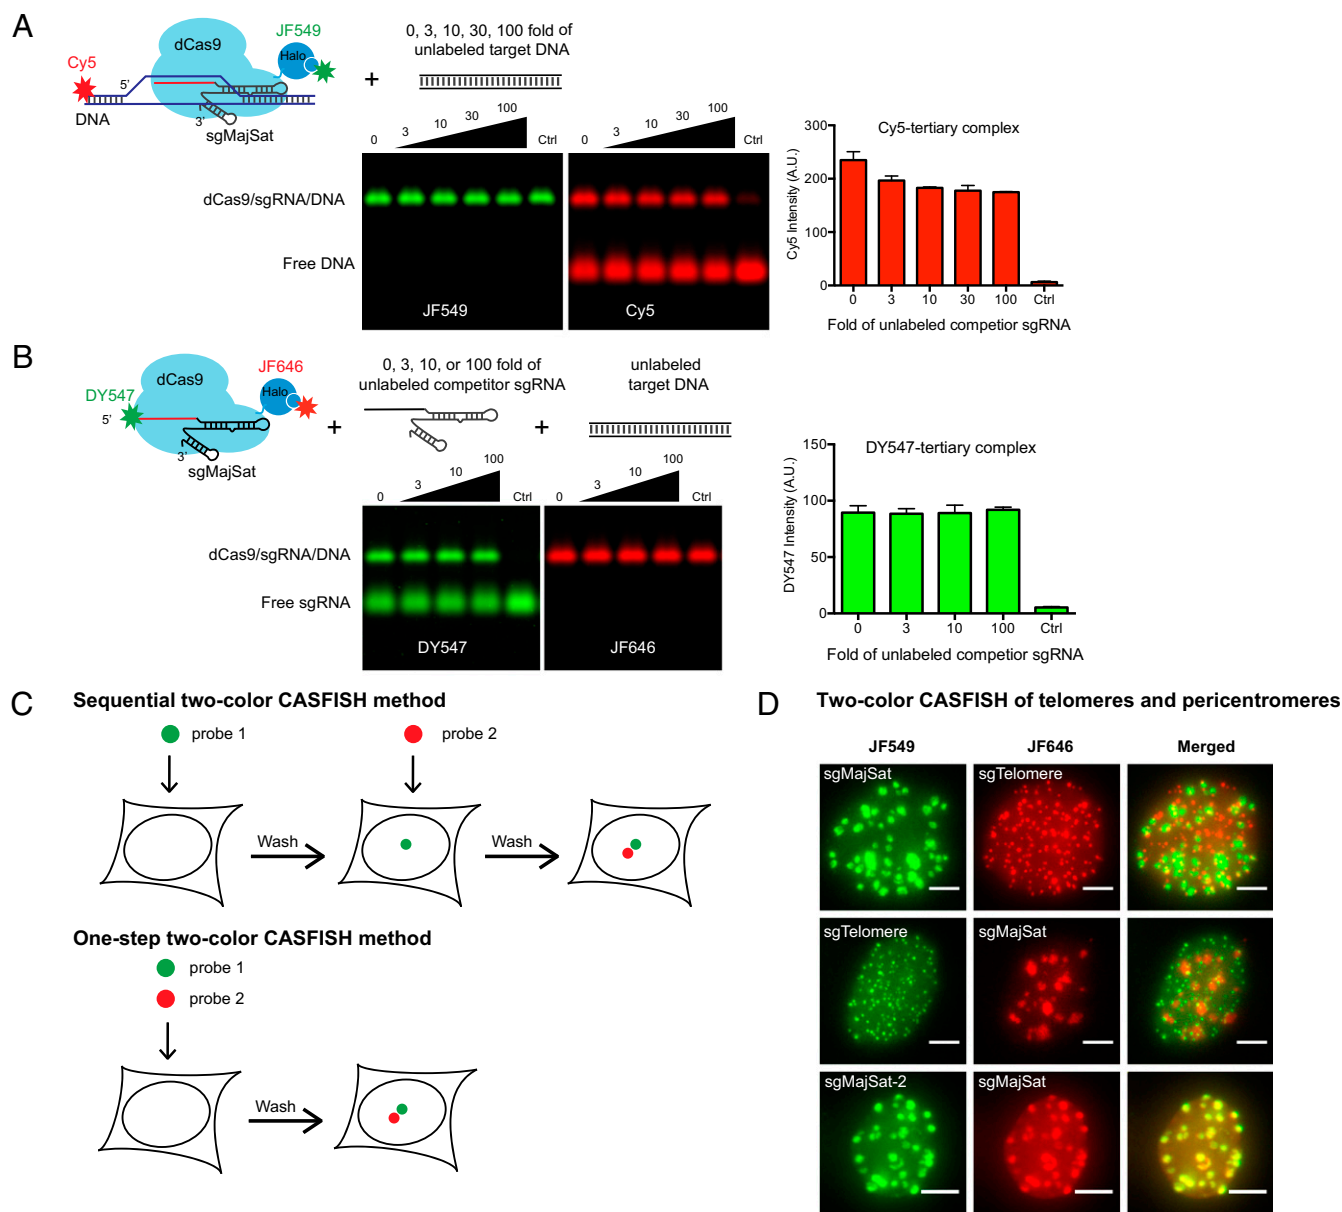 A
Cy5
5'
DNA
3'
sgMajSat
dCas9
JF549
Halo
+
0, 3, 10, 30, 100 fold of
unlabeled target DNA
0
3
10
30
100
Ctrl
0
3
10
30
100
Ctrl
dCas9/sgRNA/DNA
Free DNA
JF549
Cy5
Cy5-tertiary complex
Cy5 Intensity (A.U.)
300
200
100
0
0 3 10 30 100 Ctrl
Fold of unlabeled competior sgRNA
B
DY547
5'
3'
sgMajSat
dCas9
JF646
Halo
+
0, 3, 10, or 100 fold of
unlabeled competitor sgRNA
+
unlabeled
target DNA
0
3
10
100
Ctrl
0
3
10
100
Ctrl
dCas9/sgRNA/DNA
Free sgRNA
DY547
JF646
DY547-tertiary complex
DY547 Intensity (A.U.)
150
100
50
0
0 3 10 100 Ctrl
Fold of unlabeled competior sgRNA
C
Sequential two-color CASFISH method
probe 1
probe 2
Wash
Wash
One-step two-color CASFISH method
probe 1
probe 2
Wash
D
Two-color CASFISH of telomeres and pericentromeres
JF549 JF646 Merged
sgMajSat sgTelomere
sgTelomere sgMajSat
sgMajSat-2 sgMajSat